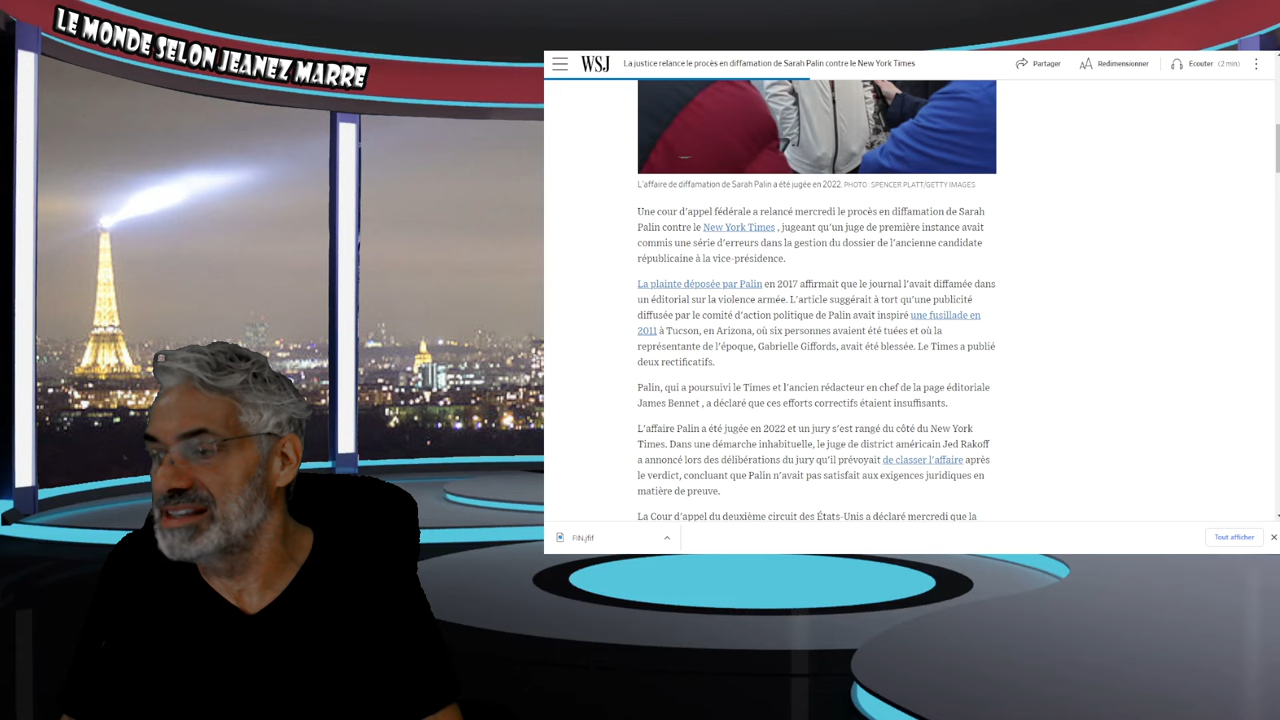 LE MONDE SELON JEANEZ MARRE
WSJ
La justice relance le procès en diffamation de Sarah Palin contre le New York Times
Partager
Redimensionner
Ecouter (2 min)
L'affaire de diffamation de Sarah Palin a été jugée en 2022. PHOTO : SPENCER PLATT/GETTY IMAGES
Une cour d'appel fédérale a relancé mercredi le procès en diffamation de Sarah
Palin contre le New York Times , jugeant qu'un juge de première instance avait
commis une série d'erreurs dans la gestion du dossier de l'ancienne candidate
républicaine à la vice-présidence.
La plainte déposée par Palin en 2017 affirmait que le journal l'avait diffamée dans
un éditorial sur la violence armée. L'article suggérait à tort qu'une publicité
diffusée par le comité d'action politique de Palin avait inspiré une fusillade en
2011 à Tucson, en Arizona, où six personnes avaient été tuées et où la
représentante de l'époque, Gabrielle Giffords, avait été blessée. Le Times a publié
deux rectificatifs.
Palin, qui a poursuivi le Times et l'ancien rédacteur en chef de la page éditoriale
James Bennet , a déclaré que ces efforts correctifs étaient insuffisants.
L'affaire Palin a été jugée en 2022 et un jury s'est rangé du côté du New York
Times. Dans une démarche inhabituelle, le juge de district américain Jed Rakoff
a annoncé lors des délibérations du jury qu'il prévoyait de classer l'affaire après
le verdict, concluant que Palin n'avait pas satisfait aux exigences juridiques en
matière de preuve.
La Cour d'appel du deuxième circuit des États-Unis a déclaré mercredi que la
FIN.jfif
Tout afficher